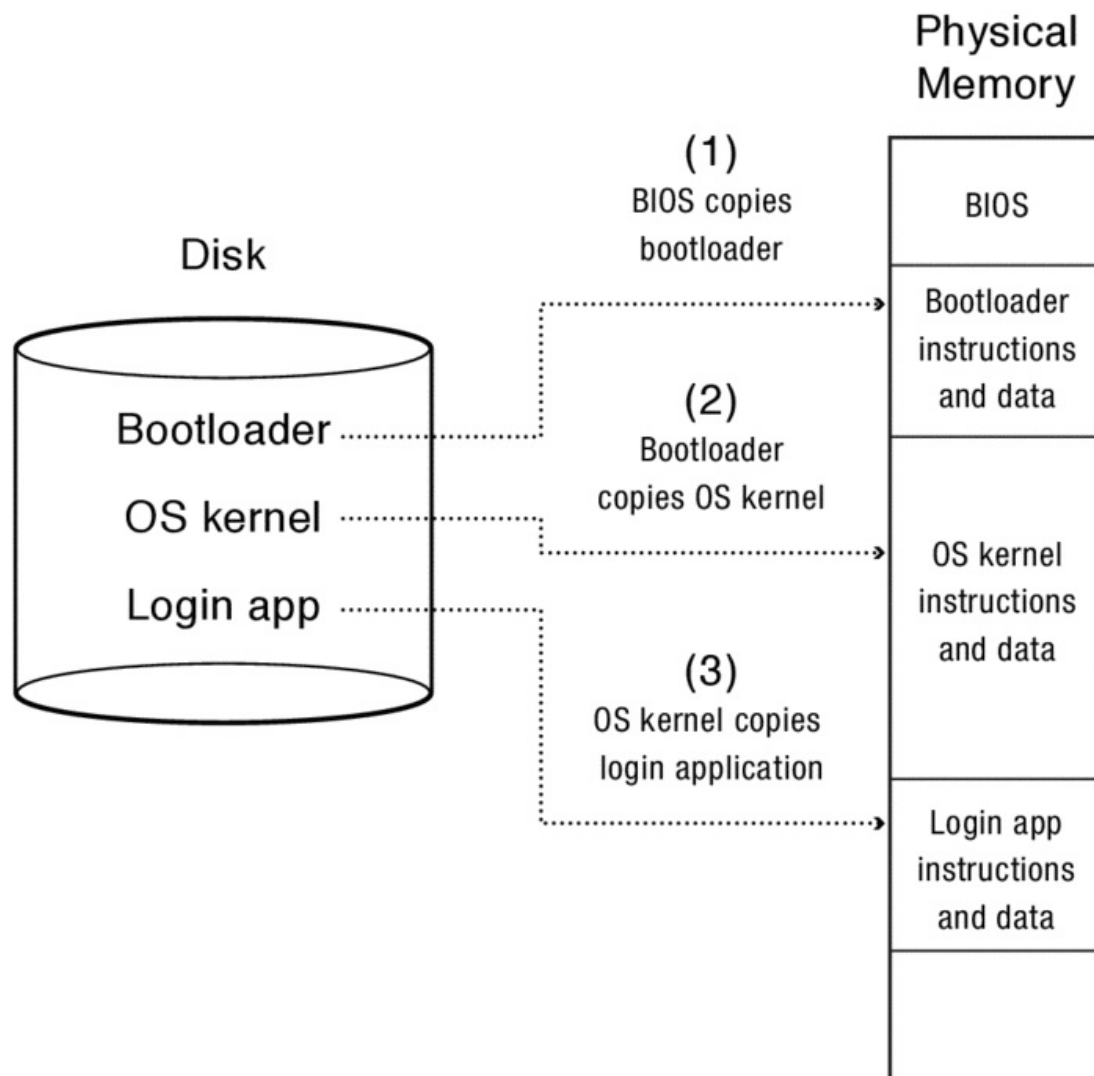 Physical
Memory
(1)
BIOS copies
bootloader
BIOS
Disk
Bootloader
instructions
and data
Bootloader
(2)
Bootloader
copies OS kernel
OS kernel
OS kernel
instructions
and data
Login app
(3)
OS kernel copies
login application
Login app
instructions
and data